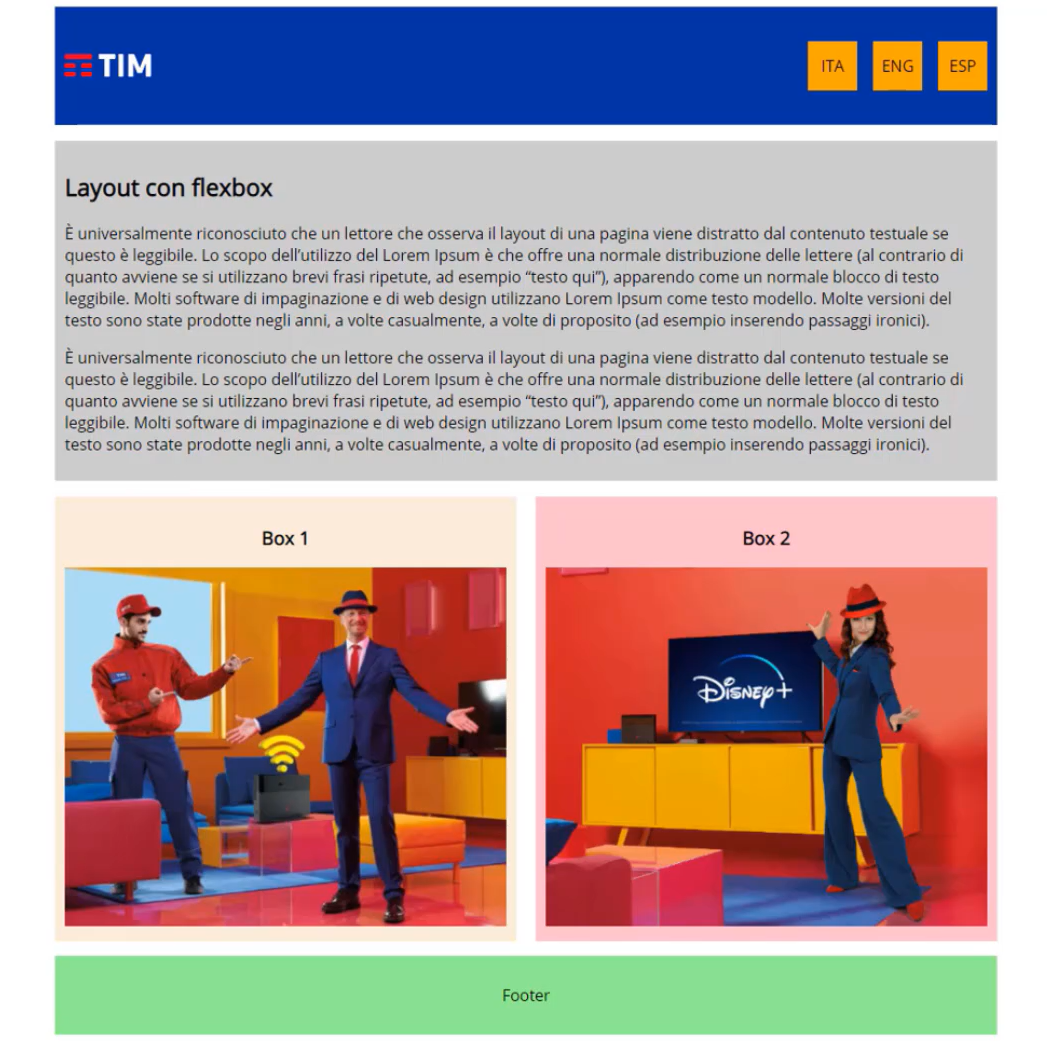 TIM
ITA ENG ESP
Layout con flexbox
È universalmente riconosciuto che un lettore che osserva il layout di una pagina viene distratto dal contenuto testuale se
questo è leggibile. Lo scopo dell’utilizzo del Lorem Ipsum è che offre una normale distribuzione delle lettere (al contrario di
quanto avviene se si utilizzano brevi frasi ripetute, ad esempio “testo qui”), apparendo come un normale blocco di testo
leggibile. Molti software di impaginazione e di web design utilizzano Lorem Ipsum come testo modello. Molte versioni del
testo sono state prodotte negli anni, a volte casualmente, a volte di proposito (ad esempio inserendo passaggi ironici).
È universalmente riconosciuto che un lettore che osserva il layout di una pagina viene distratto dal contenuto testuale se
questo è leggibile. Lo scopo dell’utilizzo del Lorem Ipsum è che offre una normale distribuzione delle lettere (al contrario di
quanto avviene se si utilizzano brevi frasi ripetute, ad esempio “testo qui”), apparendo come un normale blocco di testo
leggibile. Molti software di impaginazione e di web design utilizzano Lorem Ipsum come testo modello. Molte versioni del
testo sono state prodotte negli anni, a volte casualmente, a volte di proposito (ad esempio inserendo passaggi ironici).
Box 1
Box 2
Disney+
Footer